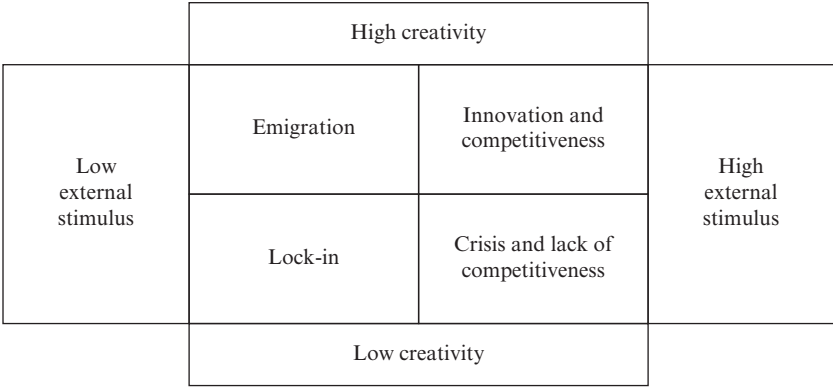 High creativity
Emigration
Innovation and
competitiveness
Low
external
stimulus
High
external
stimulus
Lock-in
Crisis and lack of
competitiveness
Low creativity